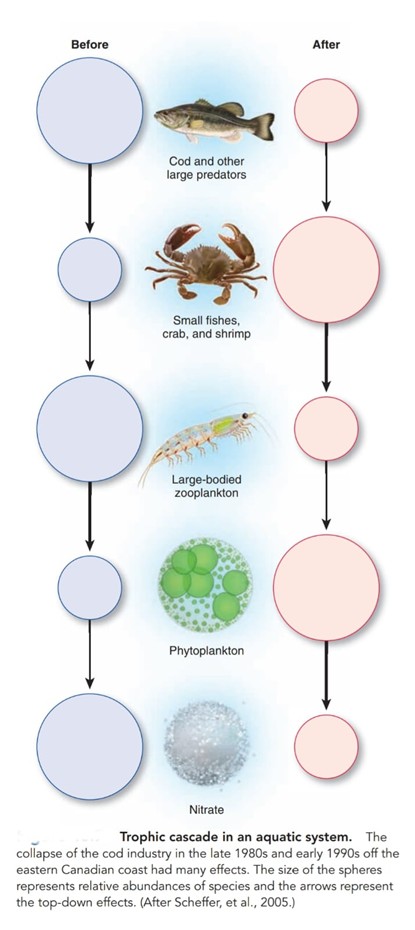 Before
After
Cod and other
large predators
Small fishes,
crab, and shrimp
Large-bodied
zooplankton
Phytoplankton
Nitrate
Trophic cascade in an aquatic system. The
collapse of the cod industry in the late 1980s and early 1990s off the
eastern Canadian coast had many effects. The size of the spheres
represents relative abundances of species and the arrows represent
the top-down effects. (After Scheffer, et al., 2005.)